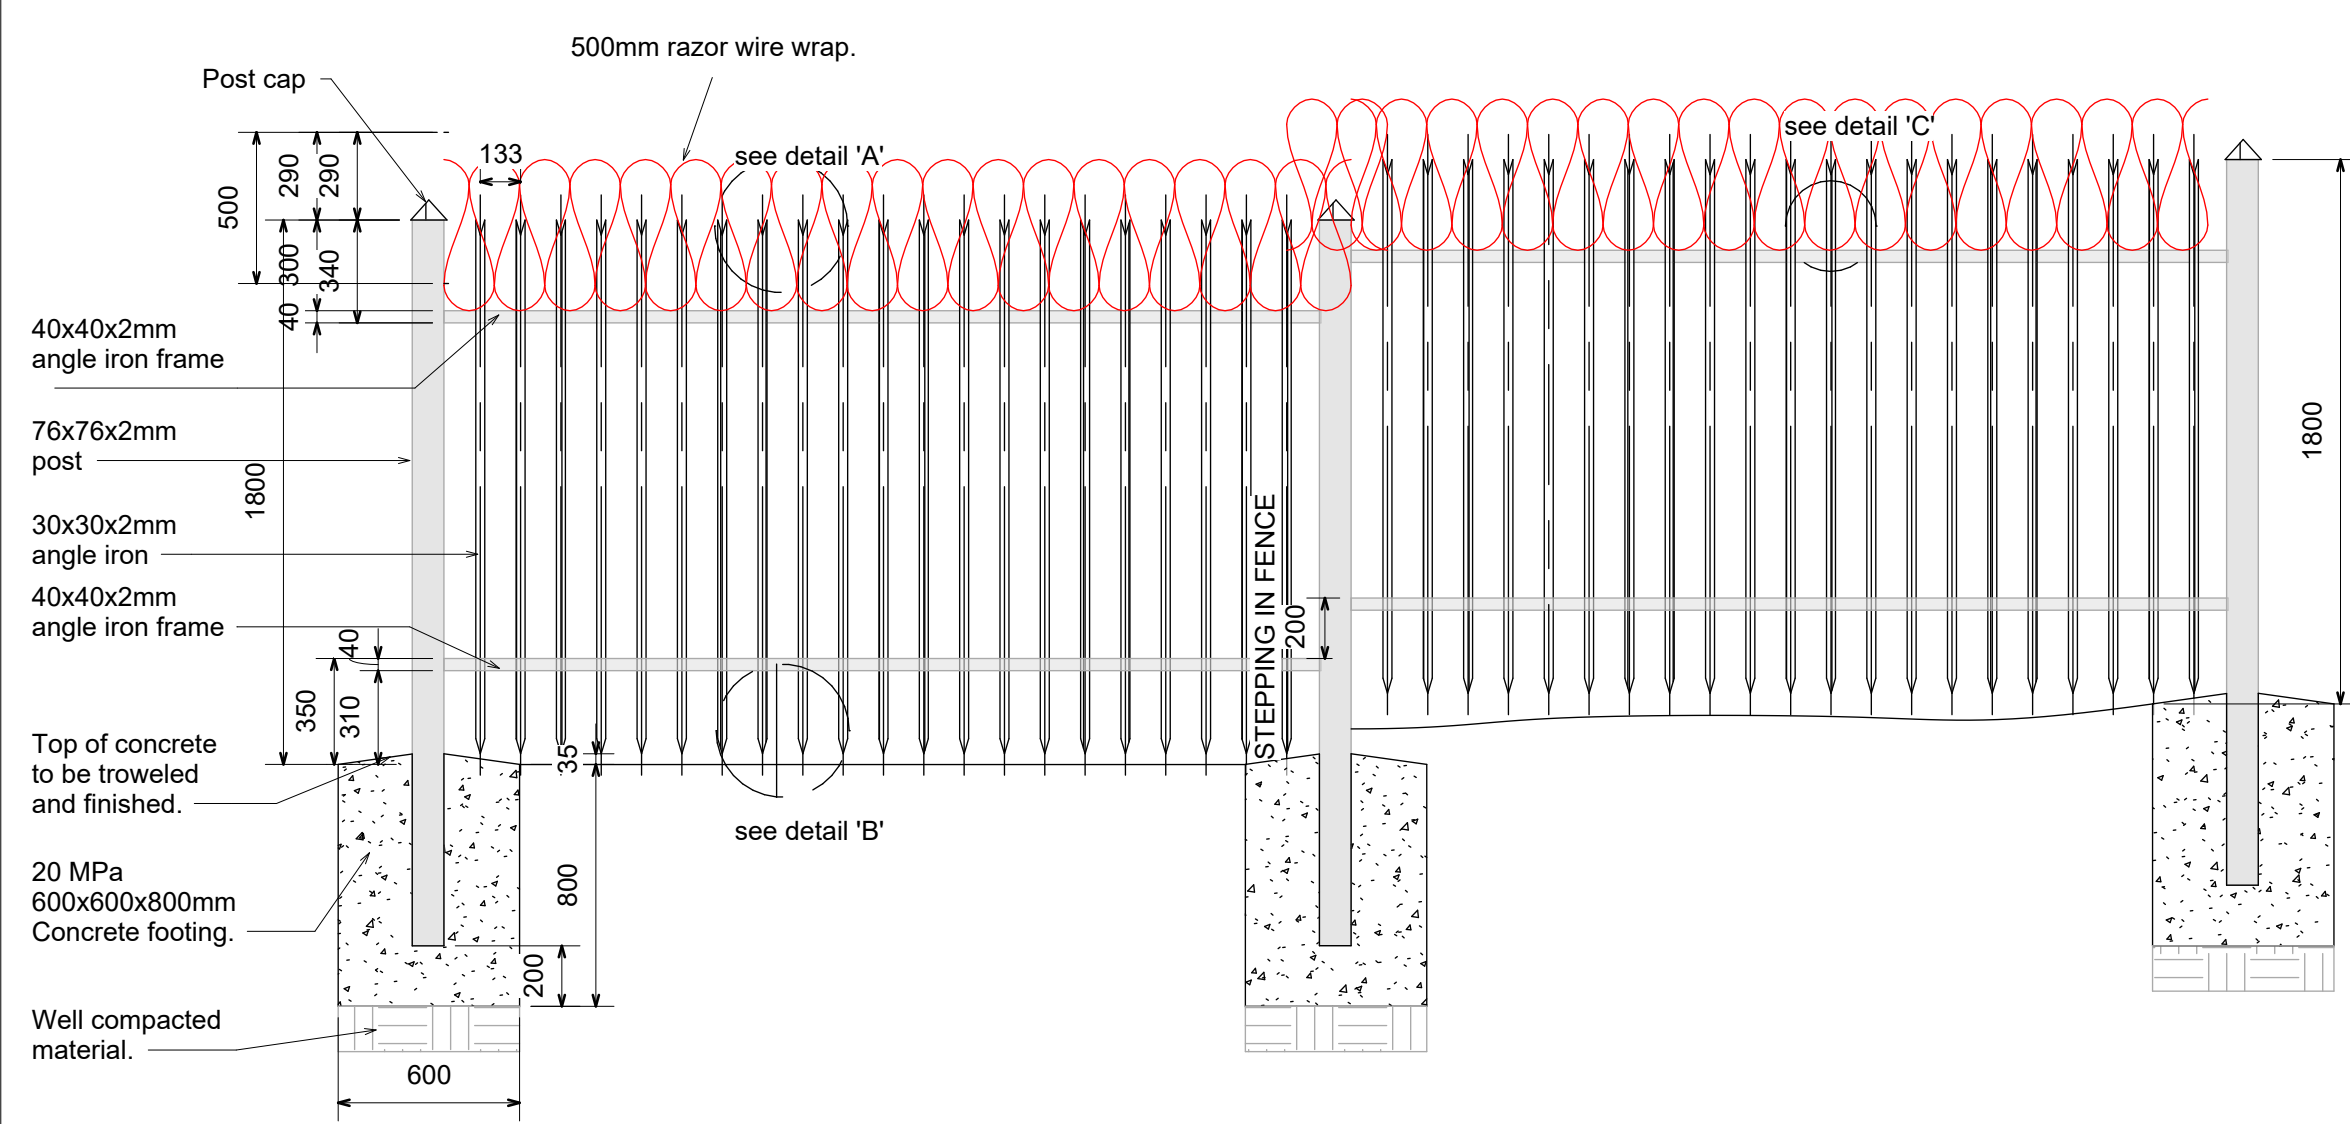 500mm razor wire wrap.
Post cap
see detail 'C'
133
see detail 'A'
290
290
500
300
340
40
40x40x2mm
angle iron frame
76x76x2mm
post
1800
1800
30x30x2mm
angle iron
40x40x2mm
angle iron frame
STEPPING IN FENCE
200
40
350
310
35
Top of concrete
to be troweled
and finished.
see detail 'B'
20 MPa
600x600x800mm
Concrete footing.
800
200
Well compacted
material.
600